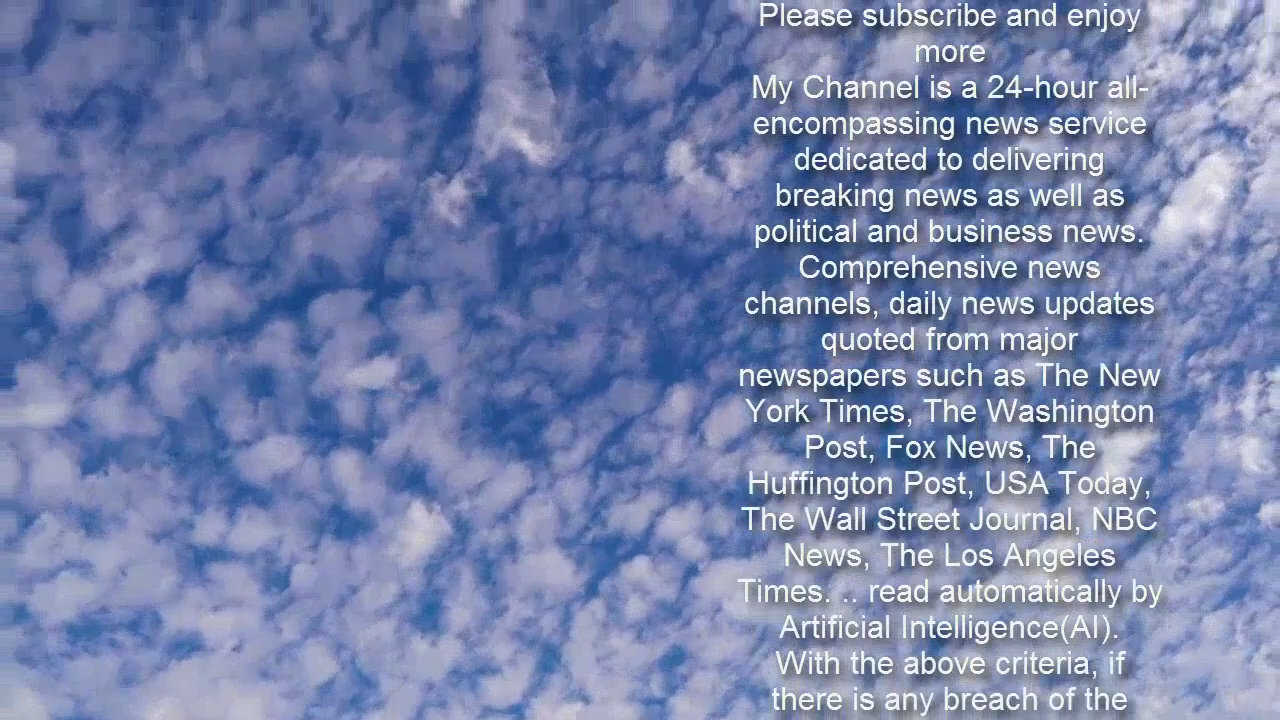 Please subscribe and enjoy
more
My Channel is a 24-hour all-
encompassing news service
dedicated to delivering
breaking news as well as
political and business news.
Comprehensive news
channels, daily news updates
quoted from major
newspapers such as The New
York Times, The Washington
Post, Fox News, The
Huffington Post, USA Today,
The Wall Street Journal, NBC
News, The Los Angeles
Times. .. read automatically by
Artificial Intelligence(AI).
With the above criteria, if
there is any breach of the